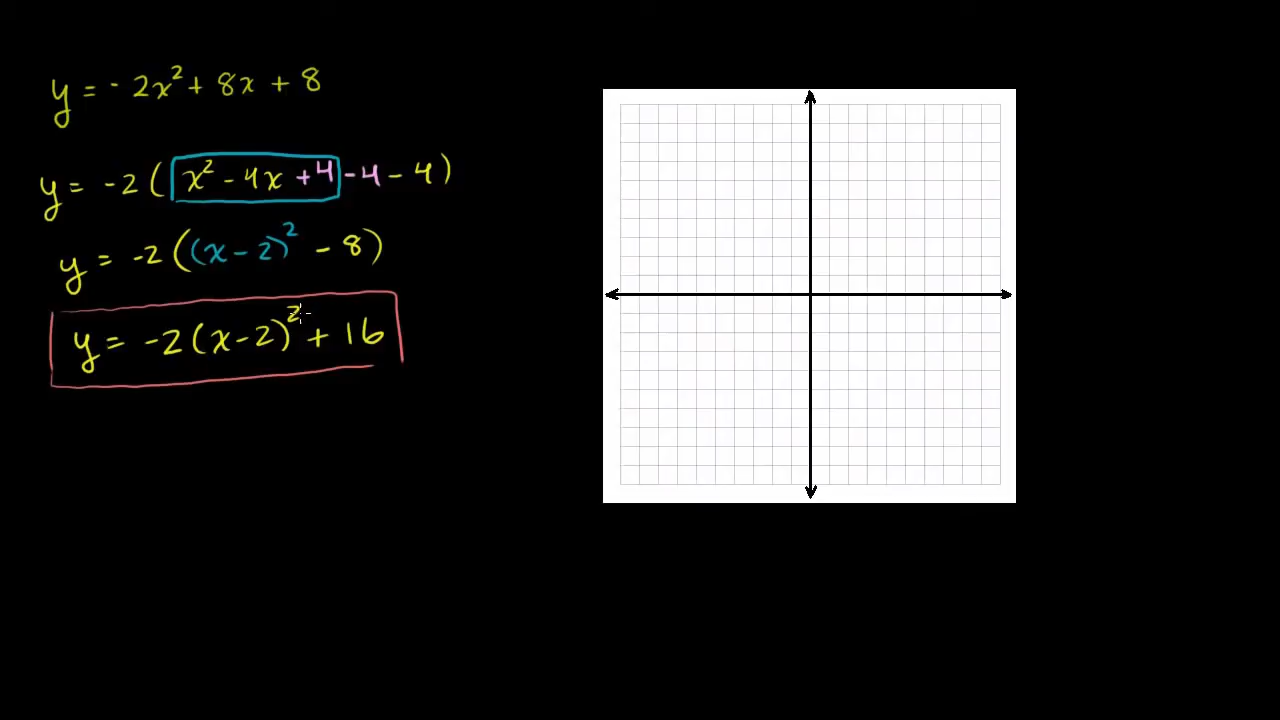 y = -2x² + 8x + 8
y = -2(x² - 4x + 4 - 4 - 4)
y = -2((x - 2)² - 8)
y = -2(x - 2)² + 16